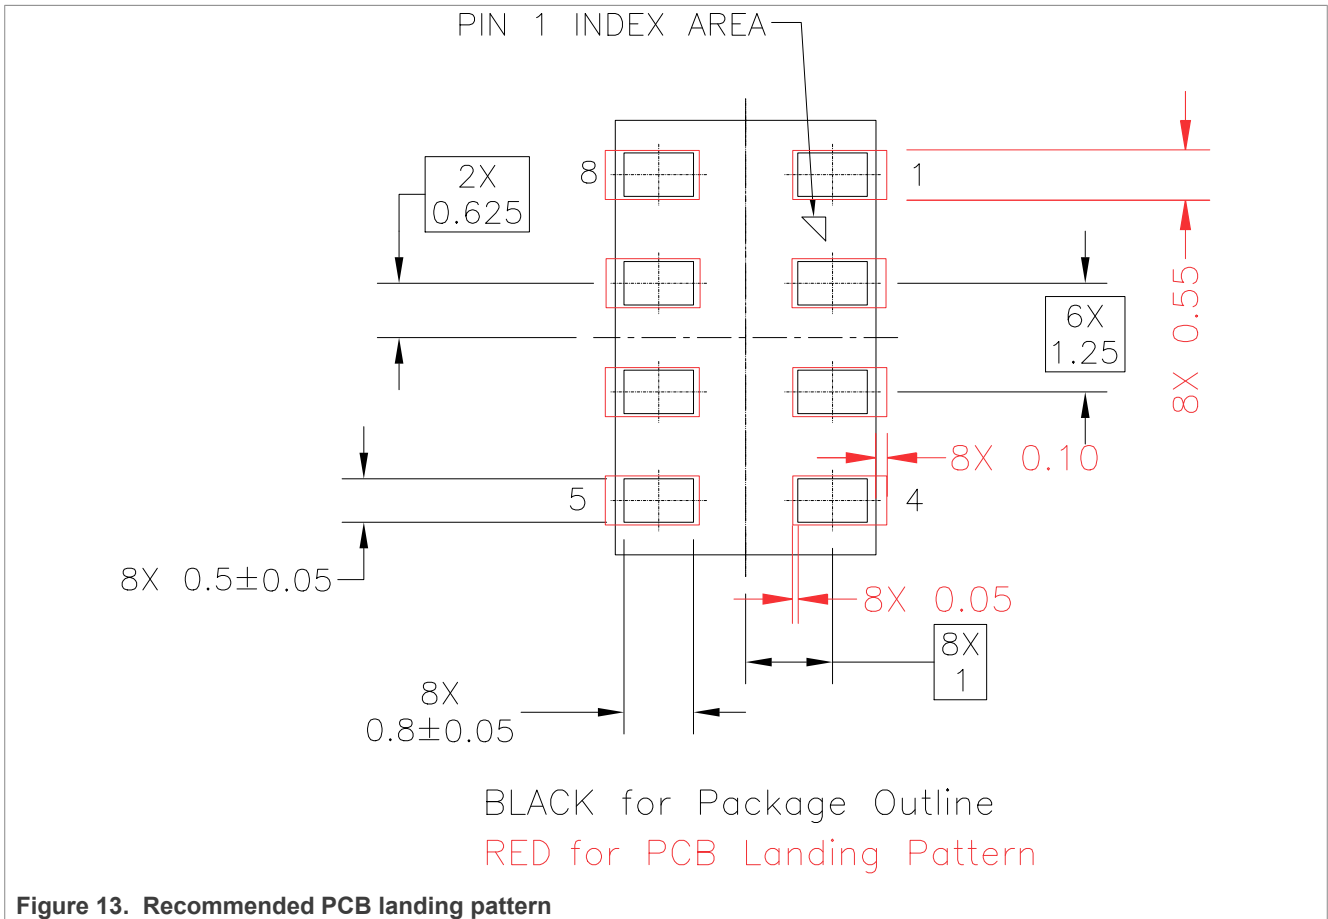 PIN 1 INDEX AREA
8
1
2X
0.625
8X 0.55
6X
1.25
8X 0.10
5
4
8X 0.5±0.05
8X 0.05
8X
1
8X
0.8±0.05
BLACK for Package Outline
RED for PCB Landing Pattern
Figure 13. Recommended PCB landing pattern